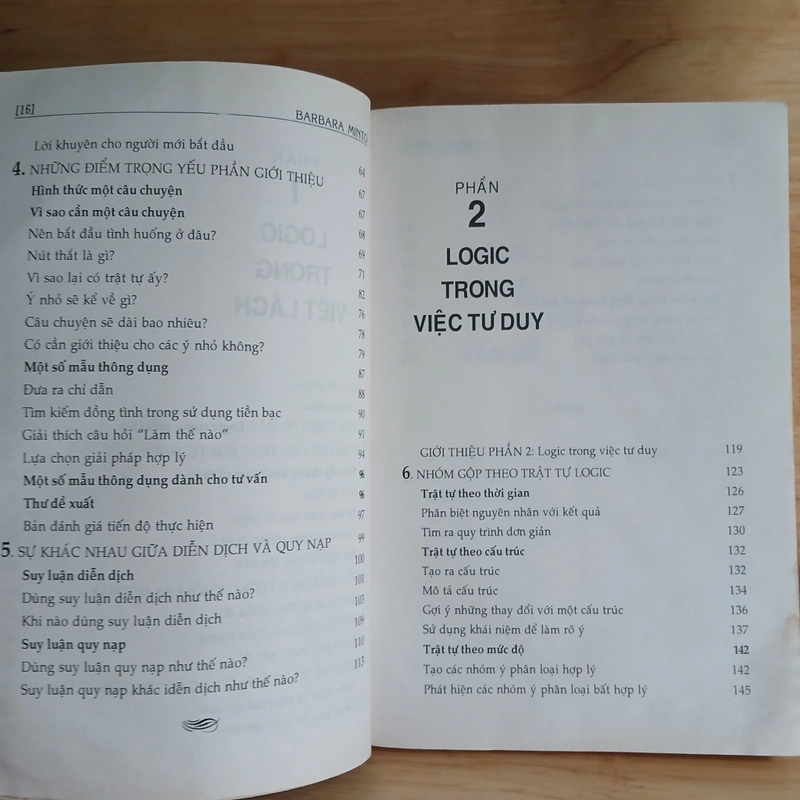 [16]
BARBARA MINTO
Lời khuyên cho người mới bắt đầu 64
4. NHỮNG ĐIỂM TRỌNG YẾU PHẦN GIỚI THIỆU 67
Hình thức một câu chuyện 67
Vì sao cần một câu chuyện 68
Nên bắt đầu tình huống ở đâu? 69
Nút thắt là gì? 71
Vì sao lại có trật tự ấy? 82
Ý nhỏ sẽ kể về gì? 76
Câu chuyện sẽ dài bao nhiêu? 78
Có cần giới thiệu cho các ý nhỏ không? 79
Một số mẫu thông dụng 87
Đưa ra chỉ dẫn 88
Tìm kiếm đồng tình trong sử dụng tiền bạc 90
Giải thích câu hỏi “Làm thế nào” 91
Lựa chọn giải pháp hợp lý 94
Một số mẫu thông dụng dành cho tư vấn 96
Thư đề xuất 96
Bản đánh giá tiến độ thực hiện 97
5. SỰ KHÁC NHAU GIỮA DIỄN DỊCH VÀ QUY NẠP 99
Suy luận diễn dịch 100
Dùng suy luận diễn dịch như thế nào? 101
Khi nào dùng suy luận diễn dịch 103
Suy luận quy nạp 109
Dùng suy luận quy nạp như thế nào? 110
Suy luận quy nạp khác idễn dịch như thế nào? 113
PHẦN
2
LOGIC
TRONG
VIỆC TƯ DUY
GIỚI THIỆU PHẦN 2: Logic trong việc tư duy 119
6. NHÓM GỘP THEO TRẬT TỰ LOGIC 123
Trật tự theo thời gian 126
Phân biệt nguyên nhân với kết quả 127
Tìm ra quy trình đơn giản 130
Trật tự theo cấu trúc 132
Tạo ra cấu trúc 132
Mô tả cấu trúc 134
Gợi ý những thay đổi với một cấu trúc 136
Sử dụng khái niệm để làm rõ ý 137
Trật tự theo mức độ 142
Tạo các nhóm ý phân loại hợp lý 142
Phát hiện các nhóm ý phân loại bất hợp lý 145